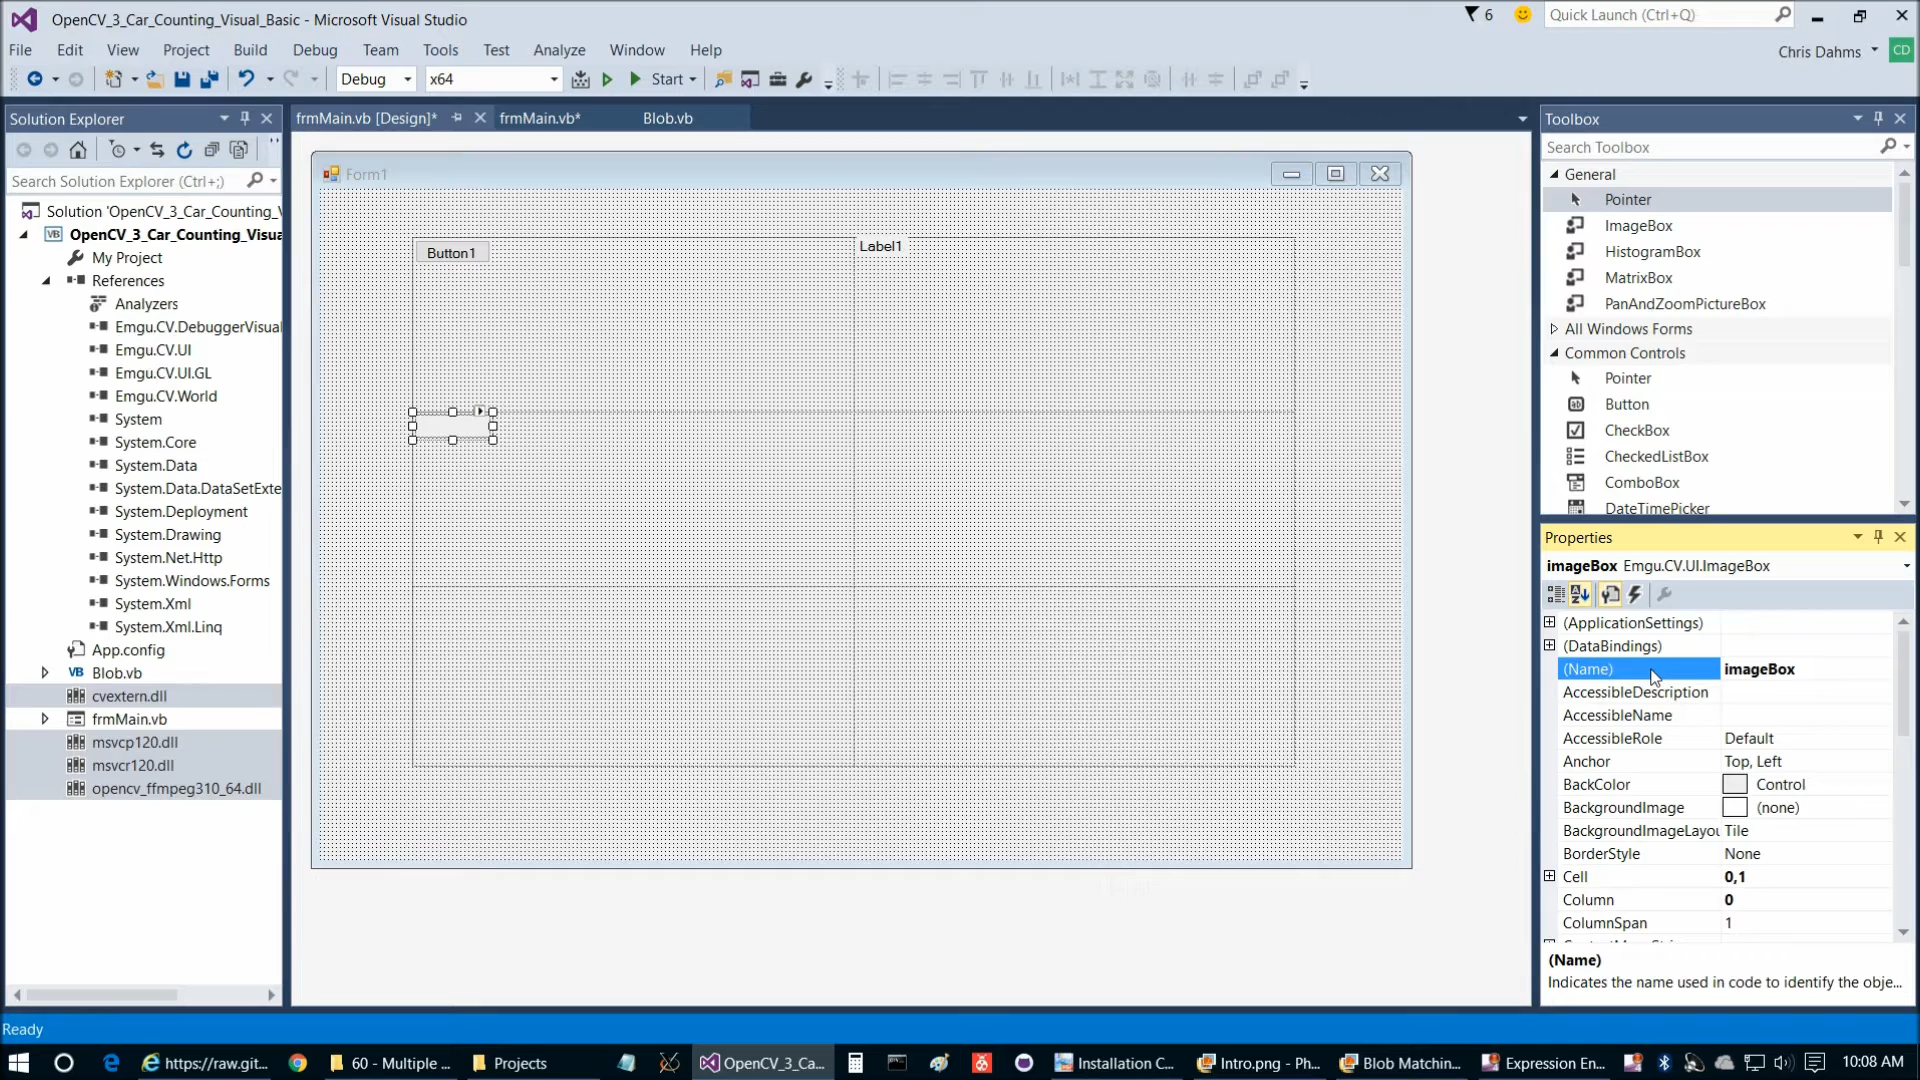 OpenCV_3_Car_Counting_Visual_Basic - Microsoft Visual Studio
6
Quick Launch (Ctrl+Q)
File Edit View Project Build Debug Team Tools Test Analyze Window Help
Chris Dahms CD
Debug x64 Start
Solution Explorer
Search Solution Explorer (Ctrl+;)
Solution 'OpenCV_3_Car_Counting_V
OpenCV_3_Car_Counting_Visua
My Project
References
Analyzers
Emgu.CV.DebuggerVisual
Emgu.CV.UI
Emgu.CV.UI.GL
Emgu.CV.World
System
System.Core
System.Data
System.Data.DataSetExte
System.Deployment
System.Drawing
System.Net.Http
System.Windows.Forms
System.Xml
System.Xml.Linq
App.config
VB Blob.vb
cvextern.dll
frmMain.vb
msvcp120.dll
msvcr120.dll
opencv_ffmpeg310_64.dll
frmMain.vb [Design]* frmMain.vb* Blob.vb
Form1
Button1
Label1
Toolbox
Search Toolbox
General
Pointer
ImageBox
HistogramBox
MatrixBox
PanAndZoomPictureBox
All Windows Forms
Common Controls
Pointer
Button
CheckBox
CheckedListBox
ComboBox
DateTimePicker
Properties
imageBox Emgu.CV.UI.ImageBox
(ApplicationSettings)
(DataBindings)
(Name) imageBox
AccessibleDescription
AccessibleName
AccessibleRole Default
Anchor Top, Left
BackColor Control
BackgroundImage (none)
BackgroundImageLayou Tile
BorderStyle None
Cell 0,1
Column 0
ColumnSpan 1
(Name)
Indicates the name used in code to identify the obje...
Ready
https://raw.git... 60 - Multiple ... Projects OpenCV_3_Ca... Installation C... Intro.png - Ph... Blob Matchin... Expression En... 10:08 AM